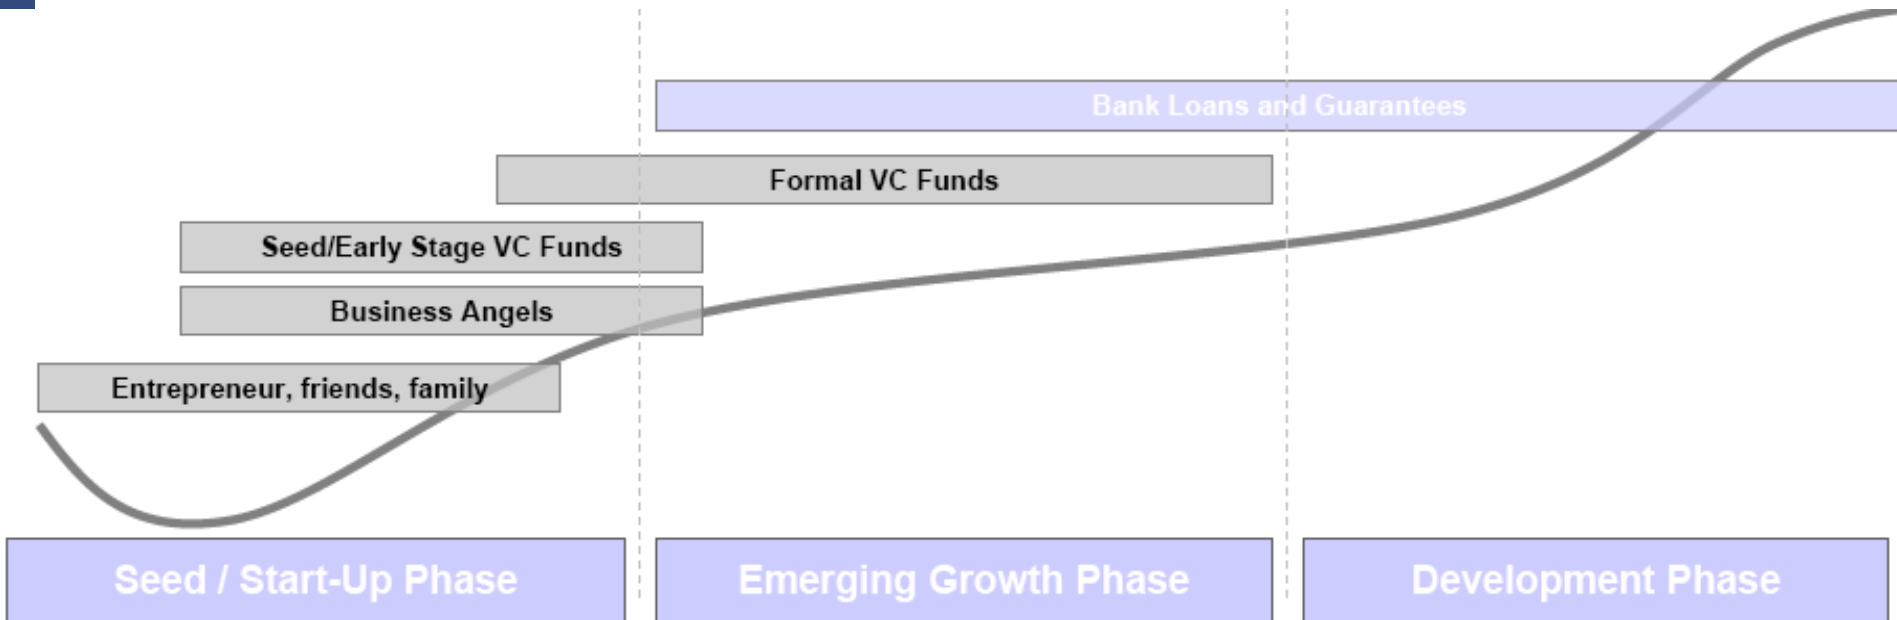 Bank Loans and Guarantees
Formal VC Funds
Seed/Early Stage VC Funds
Business Angels
Entrepreneur, friends, family
Seed / Start-Up Phase
Emerging Growth Phase
Development Phase